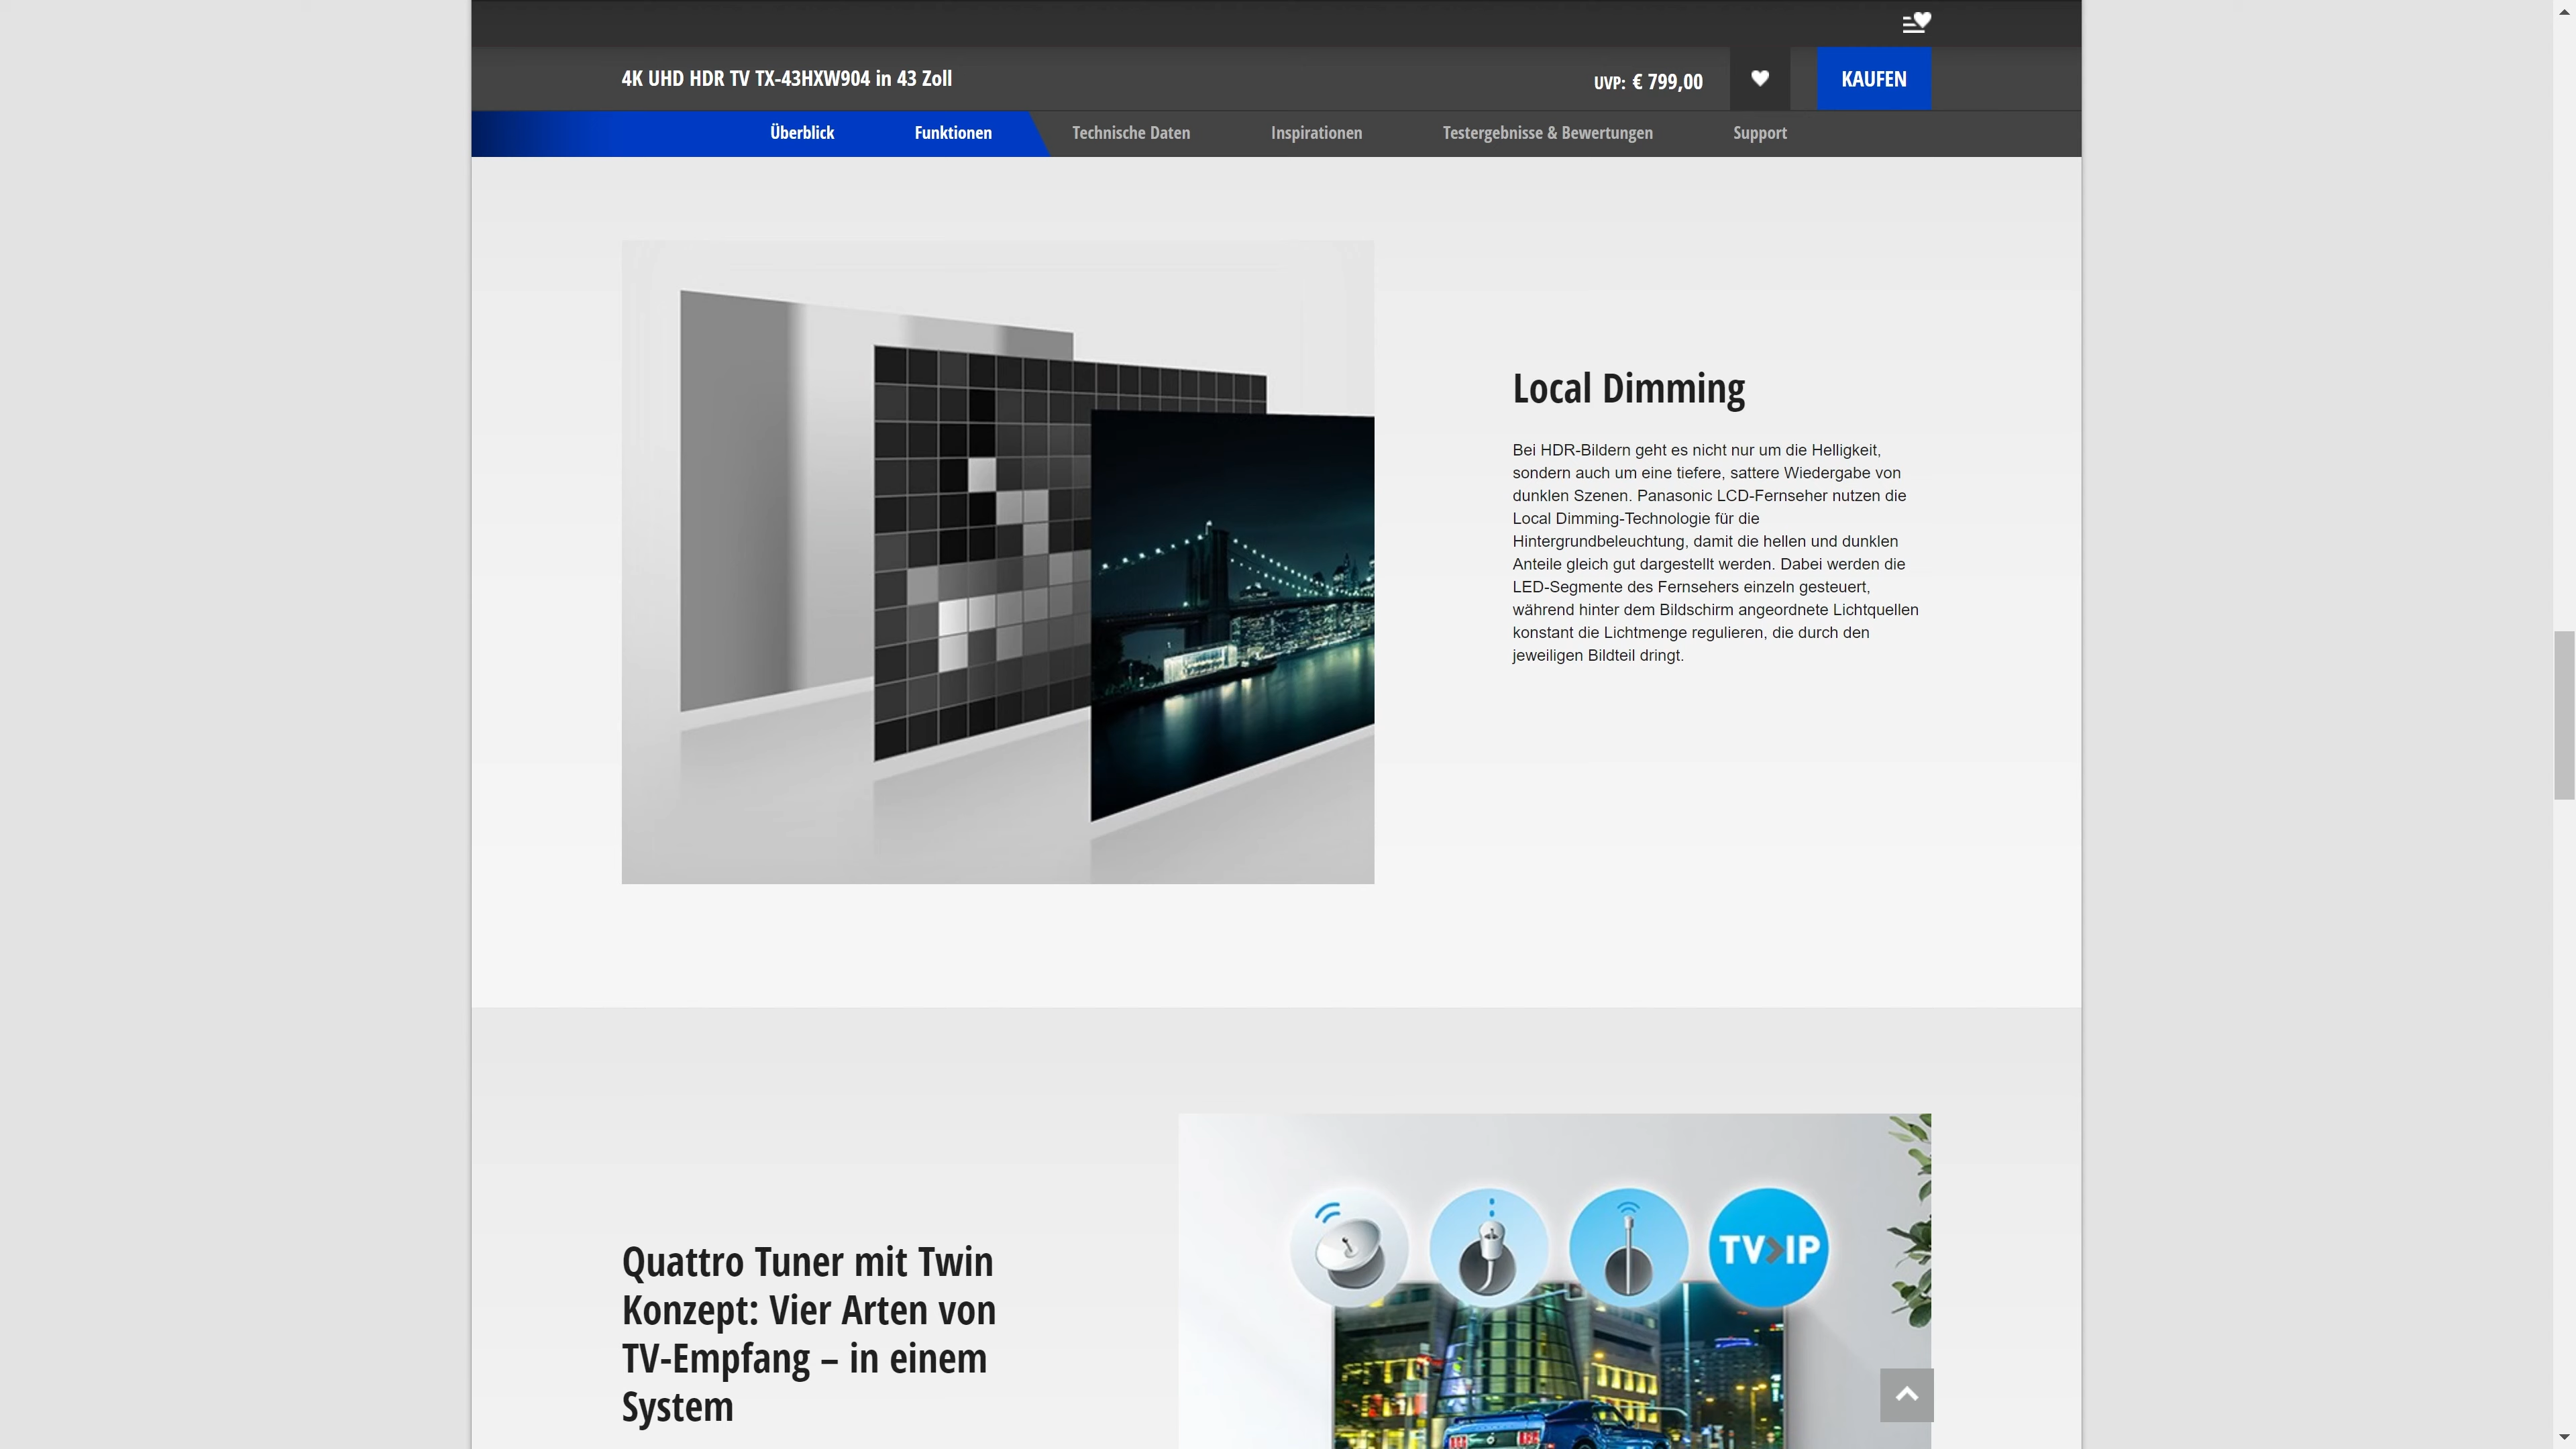 4K UHD HDR TV TX-43HXW904 in 43 Zoll
UVP: € 799,00
KAUFEN
Überblick
Funktionen
Technische Daten
Inspirationen
Testergebnisse & Bewertungen
Support
Local Dimming
Bei HDR-Bildern geht es nicht nur um die Helligkeit,
sondern auch um eine tiefere, sattere Wiedergabe von
dunklen Szenen. Panasonic LCD-Fernseher nutzen die
Local Dimming-Technologie für die
Hintergrundbeleuchtung, damit die hellen und dunklen
Anteile gleich gut dargestellt werden. Dabei werden die
LED-Segmente des Fernsehers einzeln gesteuert,
während hinter dem Bildschirm angeordnete Lichtquellen
konstant die Lichtmenge regulieren, die durch den
jeweiligen Bildteil dringt.
Quattro Tuner mit Twin
Konzept: Vier Arten von
TV-Empfang – in einem
System
TV>IP